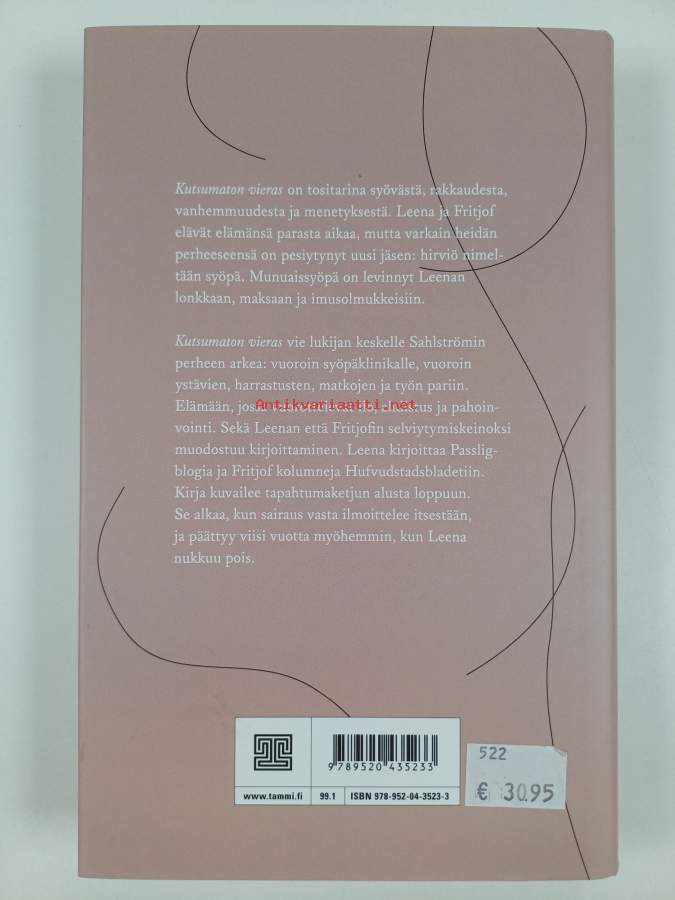 Kutsumaton vieras on tositarina syövästä, rakkaudesta,
vanhemmuudesta ja menetyksestä. Leena ja Fritjof
elävät elämänsä parasta aikaa, mutta varkain heidän
perheeseensä on pesiytynyt uusi jäsen: hirviö nimel-
tään syöpä. Munuaissyöpä on levinnyt Leenan
lonkkaan, maksaan ja imusolmukkeisiin.
Kutsumaton vieras vie lukijan keskelle Sahlströmin
perheen arkea: vuoroin syöpäklinikalle, vuoroin
ystävien, harrastusten, matkojen ja työn pariin.
Elämään, ja pahoin-
Antikvariaatti.net
vointi. Sekä Leenan että Fritjofin selviytymiskeinoksi
muodostuu kirjoittaminen. Leena kirjoittaa Passlig-
blogia ja Fritjof kolumneja Hufvudstadsbladetiin.
Kirja kuvailee tapahtumaketjun alusta loppuun.
Se alkaa, kun sairaus vasta ilmoittelee itsestään,
ja päättyy viisi vuotta myöhemmin, kun Leena
nukkuu pois.
9 789520 435233
www.tammi.fi 99.1 ISBN 978-952-04-3523-3
522
€ 30.95